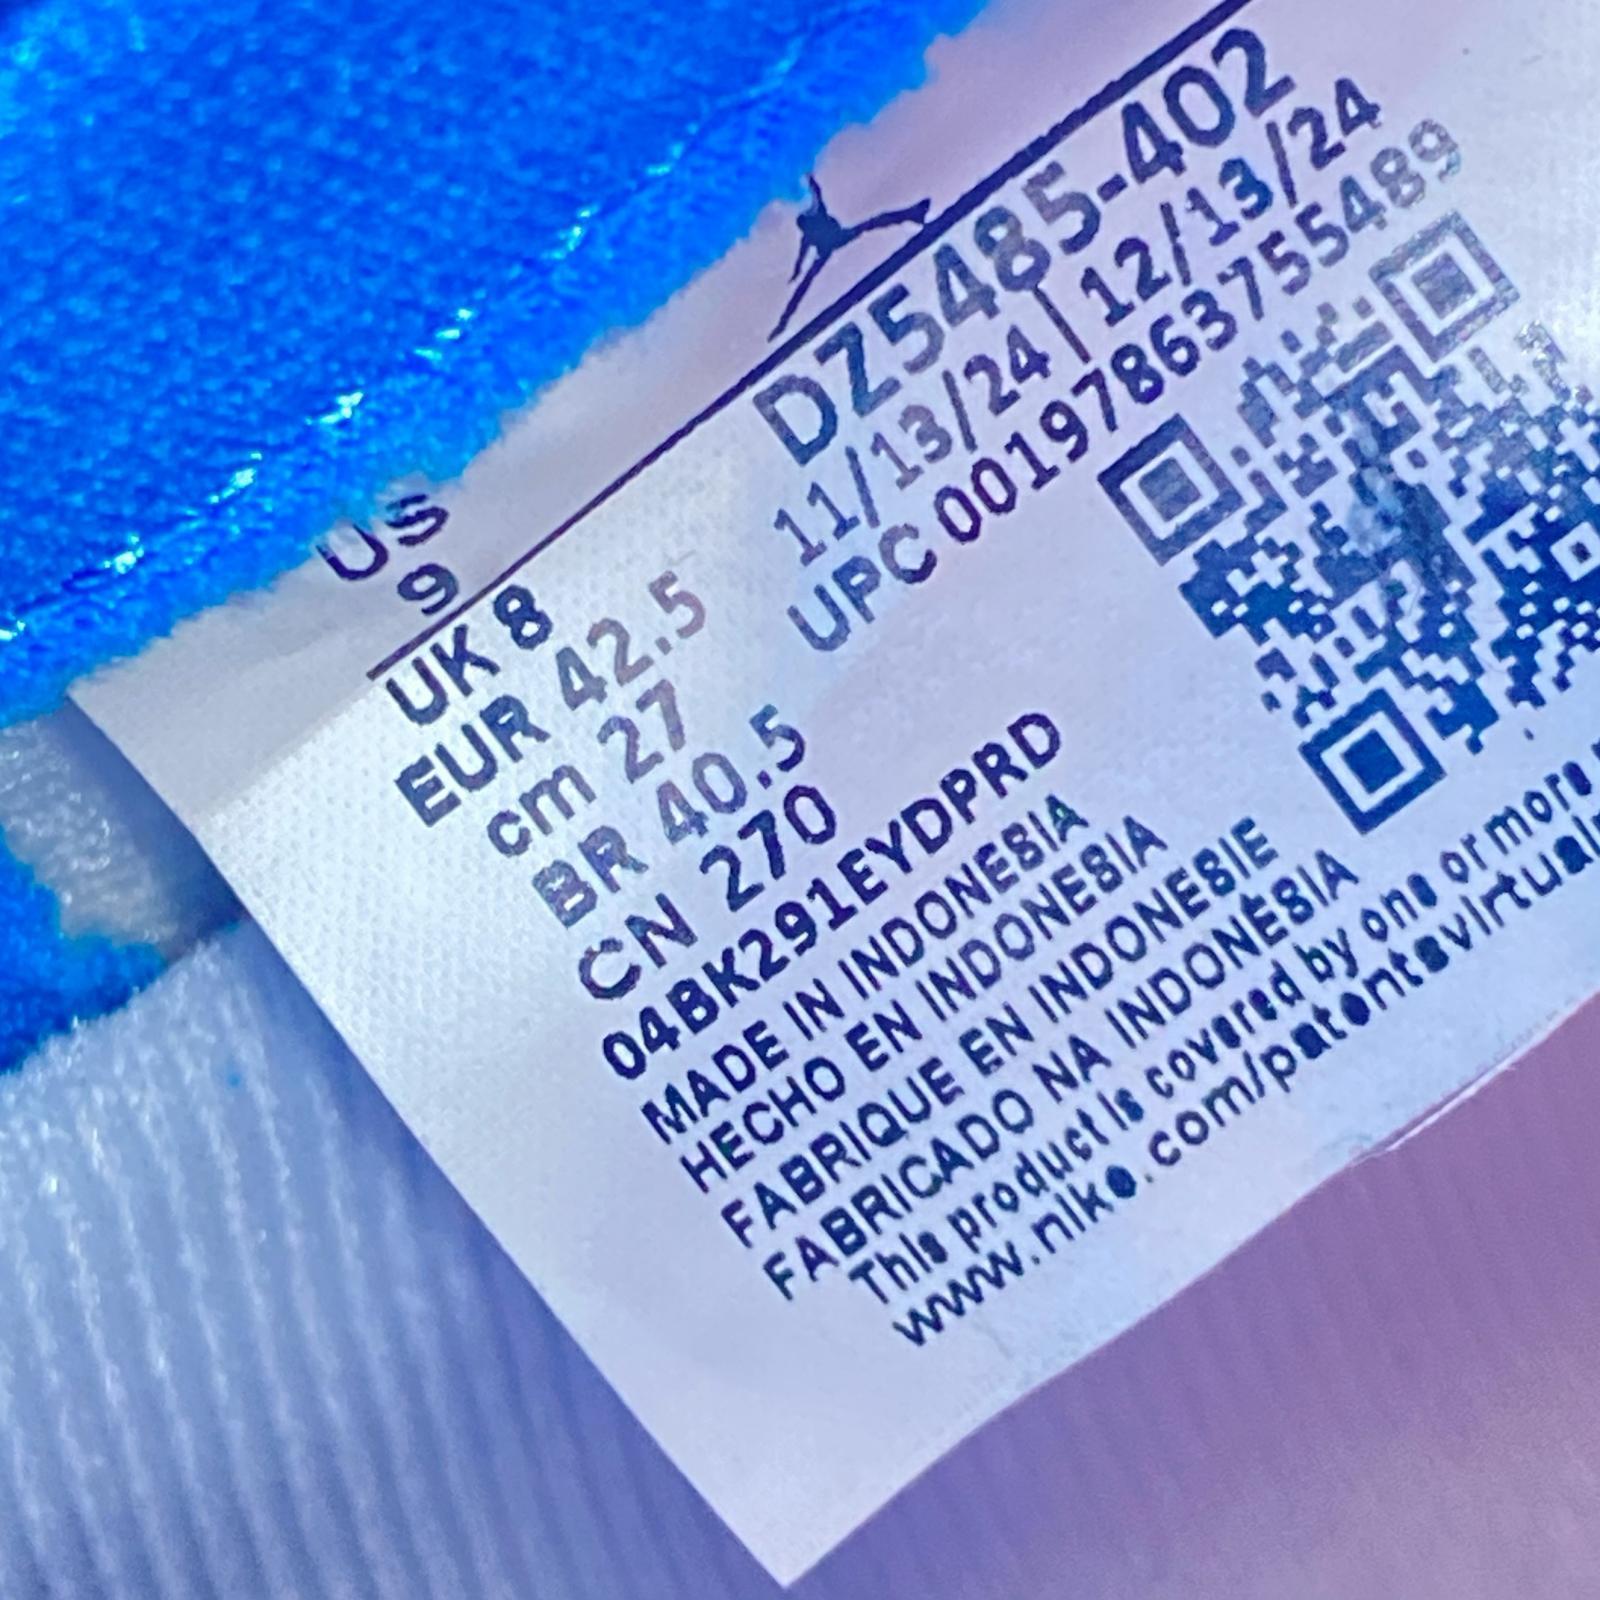 US
9
UK 8
EUR 42.5
cm 27
BR 40.5
CN 270
DZ5485-402
11/13/24 | 12/13/24
UPC 00197863755489
04BK291EYDPRD
MADE IN INDONESIA
HECHO EN INDONESIA
FABRIQUE EN INDONESIE
FABRICADO NA INDONÉSIA
This product is covered by one or more
www.nike.com/patentsvirtual